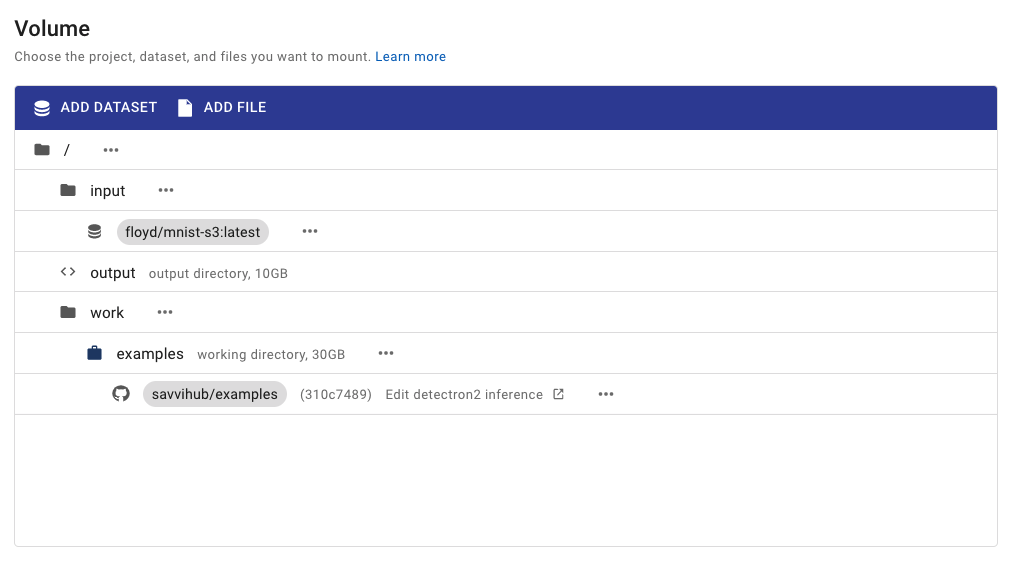 Volume
Choose the project, dataset, and files you want to mount. Learn more
ADD DATASET ADD FILE
/ •••
input •••
floyd/mnist-s3:latest •••
output output directory, 10GB
work •••
examples working directory, 30GB •••
savvihub/examples (310c7489) Edit detectron2 inference •••